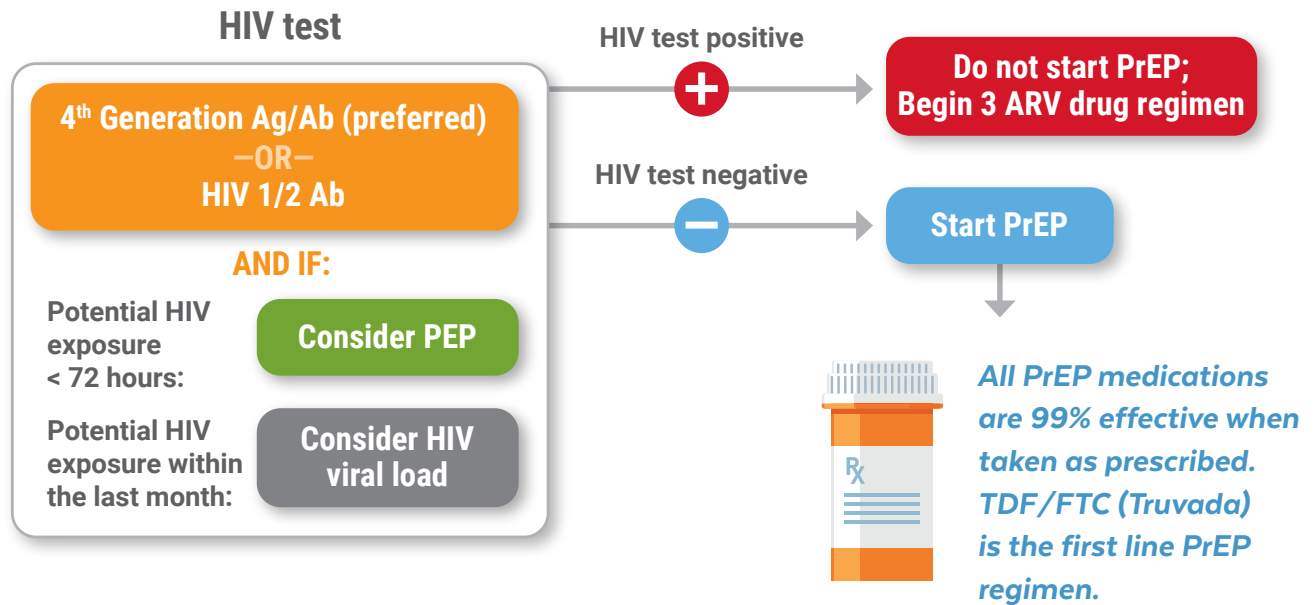 HIV test
4th Generation Ag/Ab (preferred)
—OR—
HIV 1/2 Ab
AND IF:
Potential HIV
exposure
< 72 hours:
Consider PEP
Potential HIV
exposure within
the last month:
Consider HIV
viral load
HIV test positive
Do not start PrEP;
Begin 3 ARV drug regimen
HIV test negative
Start PrEP
Rx
All PrEP medications
are 99% effective when
taken as prescribed.
TDF/FTC (Truvada)
is the first line PrEP
regimen.